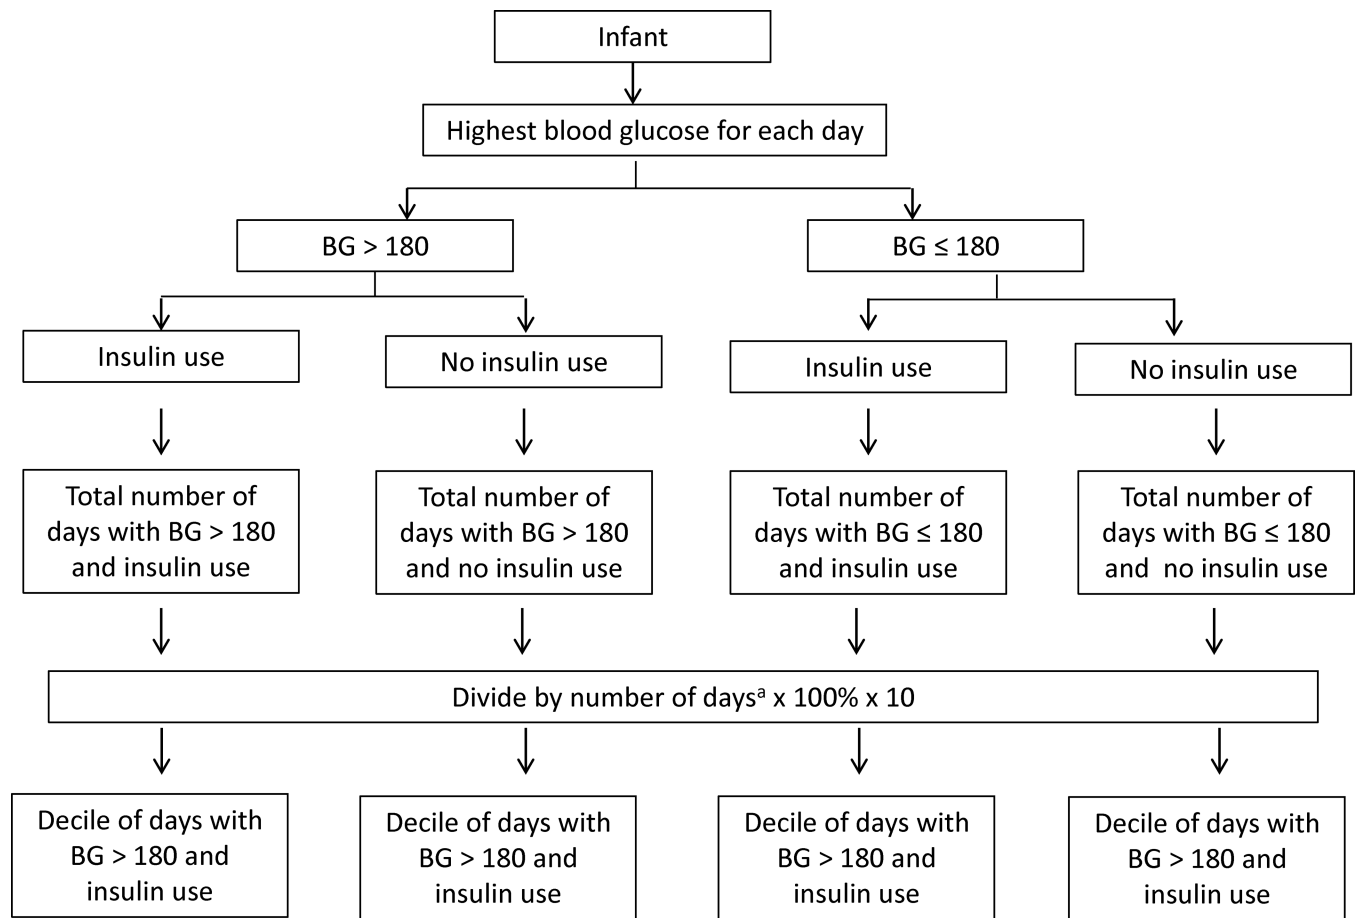 Infant
Highest blood glucose for each day
BG > 180
BG ≤ 180
Insulin use
No insulin use
Insulin use
No insulin use
Total number of
days with BG > 180
and insulin use
Total number of
days with BG > 180
and no insulin use
Total number of
days with BG ≤ 180
and insulin use
Total number of
days with BG ≤ 180
and  no insulin use
Divide by number of daysᵃ x 100% x 10
Decile of days with
BG > 180 and
insulin use
Decile of days with
BG > 180 and
insulin use
Decile of days with
BG > 180 and
insulin use
Decile of days with
BG > 180 and
insulin use